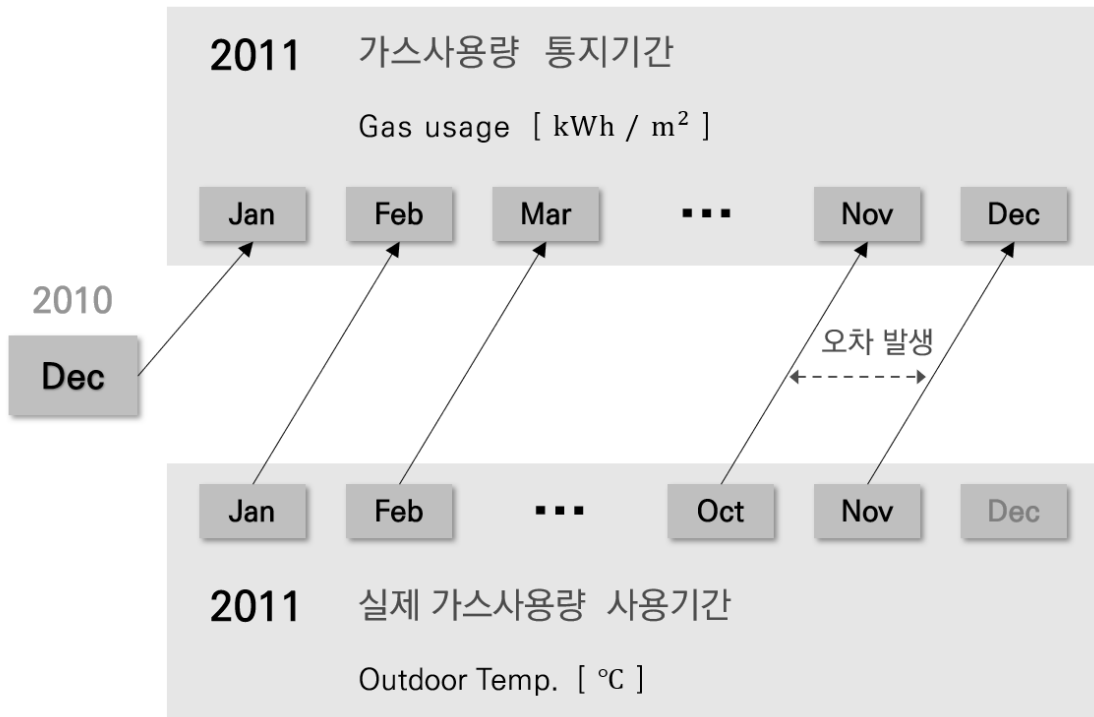 2011 가스사용량 통지기간
Gas usage [ kWh / m² ]
Jan Feb Mar ... Nov Dec
2010
Dec
오차 발생
Jan Feb ... Oct Nov Dec
2011 실제 가스사용량 사용기간
Outdoor Temp. [ ℃ ]